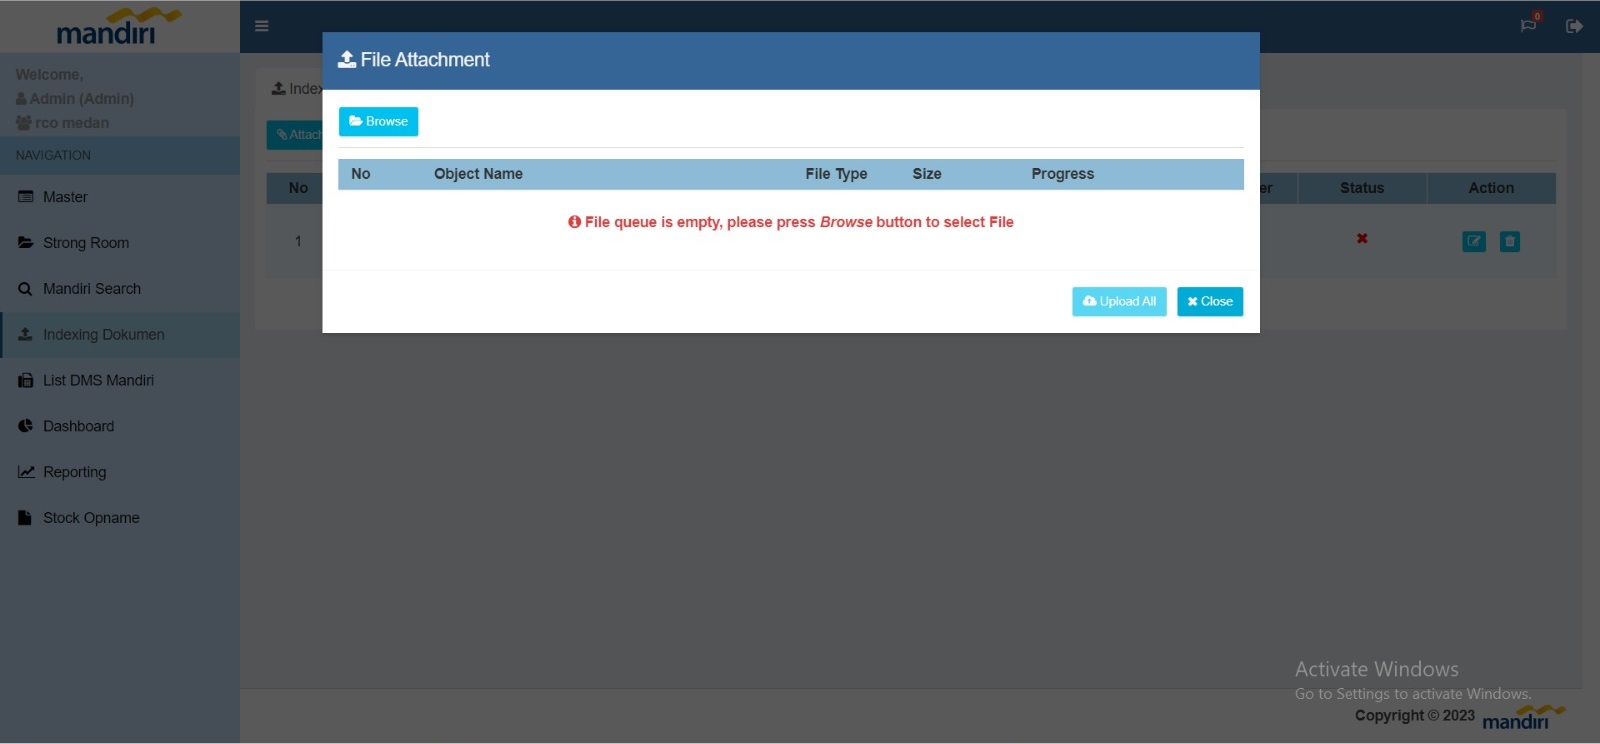 mandiri
0
Welcome,
Admin (Admin)
rco medan
NAVIGATION
Master
Strong Room
Mandiri Search
Indexing Dokumen
List DMS Mandiri
Dashboard
Reporting
Stock Opname
File Attachment
Browse
No Object Name File Type Size Progress
File queue is empty, please press Browse button to select File
Upload All Close
No Status Action
1
Activate Windows
Go to Settings to activate Windows.
Copyright © 2023 mandiri